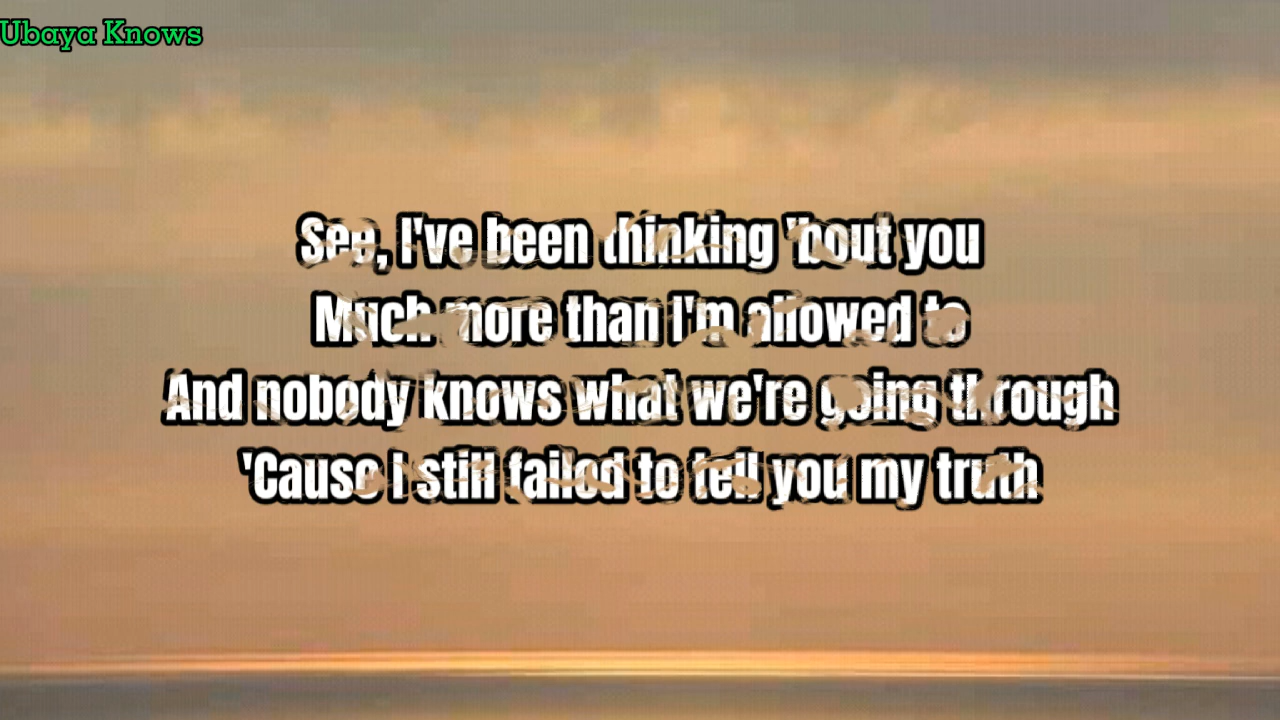 Ubaya Knows
See, I've been thinking 'bout you
Much more than I'm allowed to
And nobody knows what we're going through
'Cause I still failed to tell you my truth